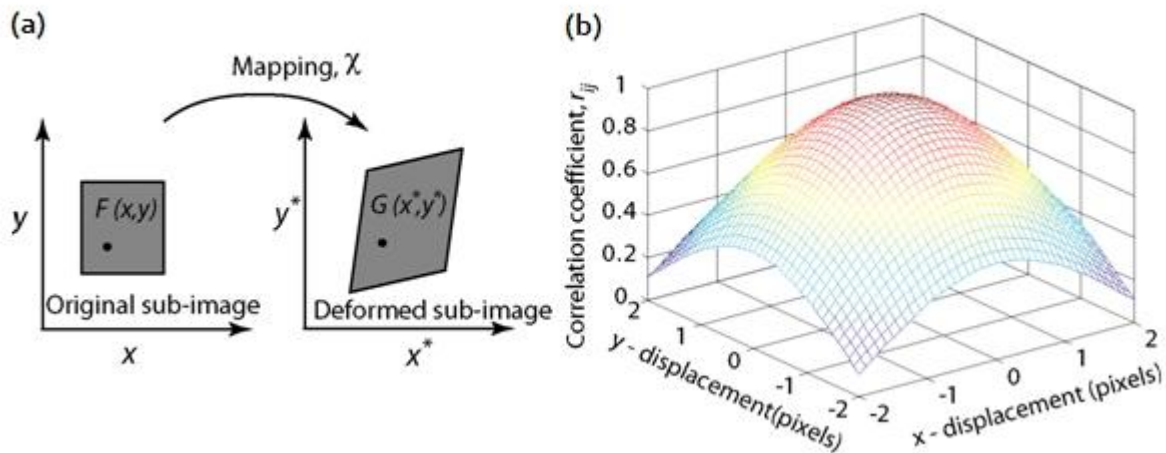 (a)
Mapping, χ
y
F (x,y)
Original sub-image
x
y*
G (x*,y*)
Deformed sub-image
x*
(b)
Correlation coefficient, r_ij
1
0.8
0.6
0.4
0.2
0
2
1
0
-1
-2
y - displacement(pixels)
-2
-1
0
1
2
x - displacement (pixels)